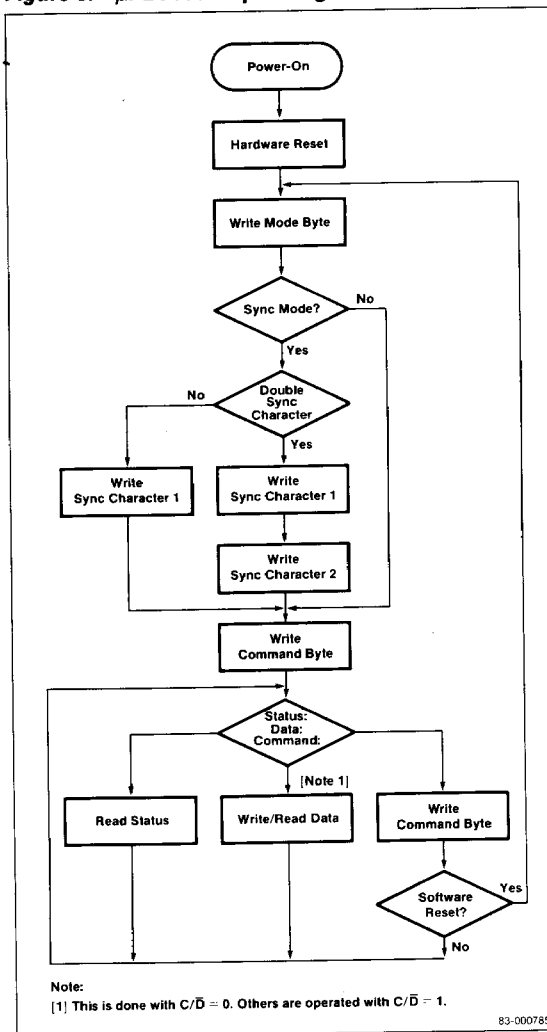 Power-On
Hardware Reset
Write Mode Byte
Sync Mode?
No
Yes
Double
Sync
Character
No
Yes
Write
Sync Character 1
Write
Sync Character 1
Write
Sync Character 2
Write
Command Byte
Status:
Data:
Command:
[Note 1]
Read Status
Write/Read Data
Write
Command Byte
Software
Reset?
Yes
No
Note:
[1] This is done with C/D̅ = 0. Others are operated with C/D̅ = 1.
83-000785